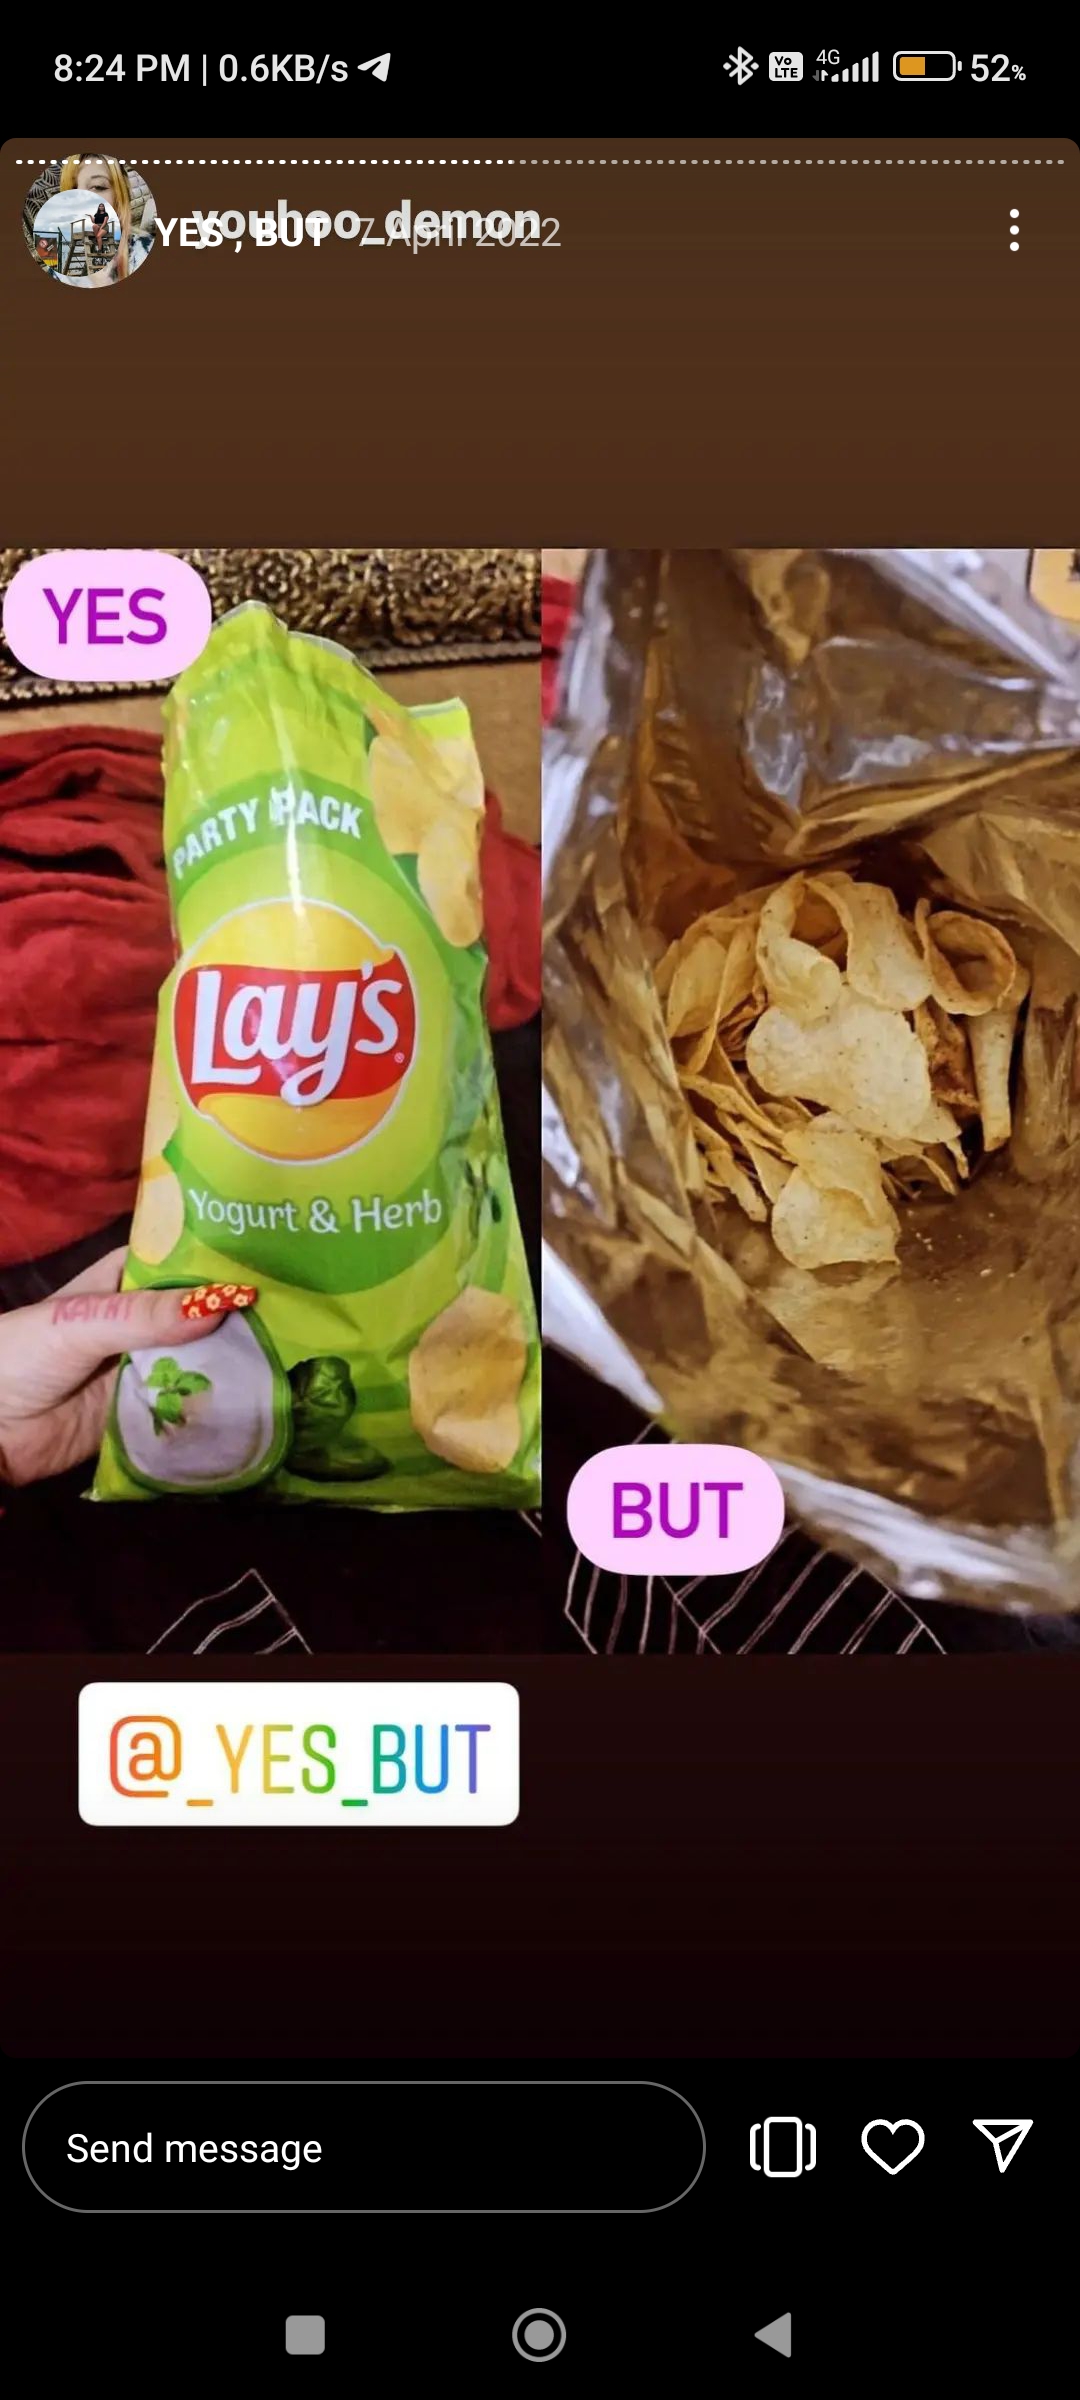 8:24 PM | 0.6KB/s
Vo LTE 4G 52%
youhoo_demon
YES , BUT 7 April 2022
YES
PARTY PACK
Lay's
Yogurt & Herb
BUT
@_YES_BUT
Send message